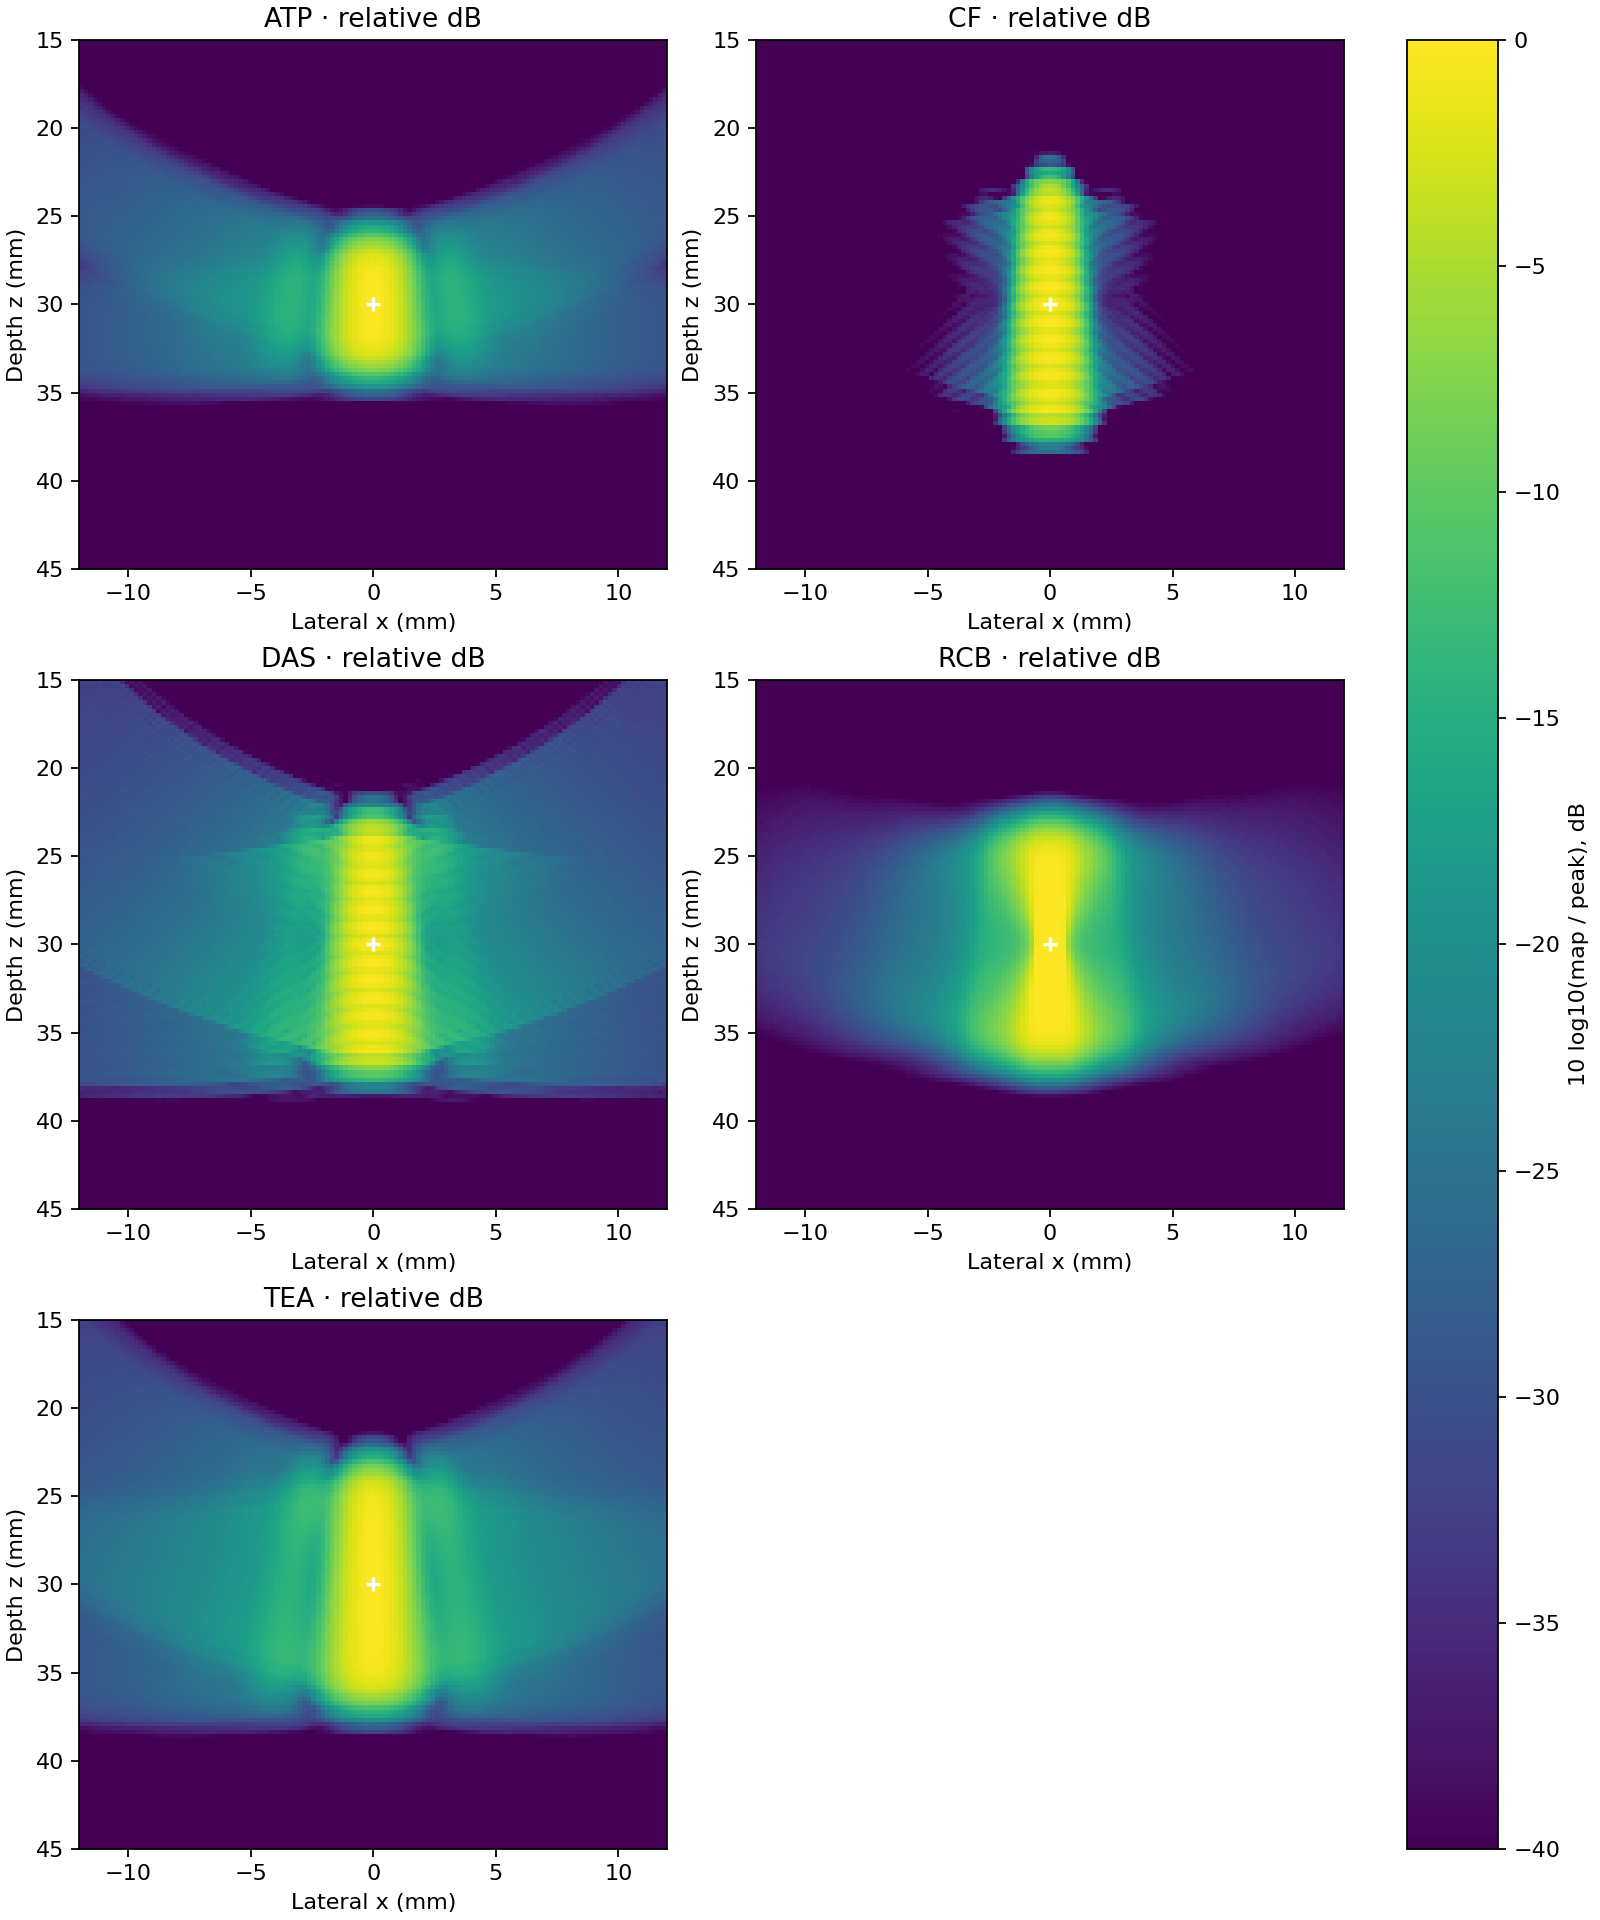 ATP · relative dB
15
20
25
30
35
40
45
Depth z (mm)
−10 −5 0 5 10
Lateral x (mm)
CF · relative dB
15
20
25
30
35
40
45
Depth z (mm)
−10 −5 0 5 10
Lateral x (mm)
DAS · relative dB
15
20
25
30
35
40
45
Depth z (mm)
−10 −5 0 5 10
Lateral x (mm)
RCB · relative dB
15
20
25
30
35
40
45
Depth z (mm)
−10 −5 0 5 10
Lateral x (mm)
TEA · relative dB
15
20
25
30
35
40
45
Depth z (mm)
−10 −5 0 5 10
Lateral x (mm)
0
−5
−10
−15
−20
−25
−30
−35
−40
10 log10(map / peak), dB